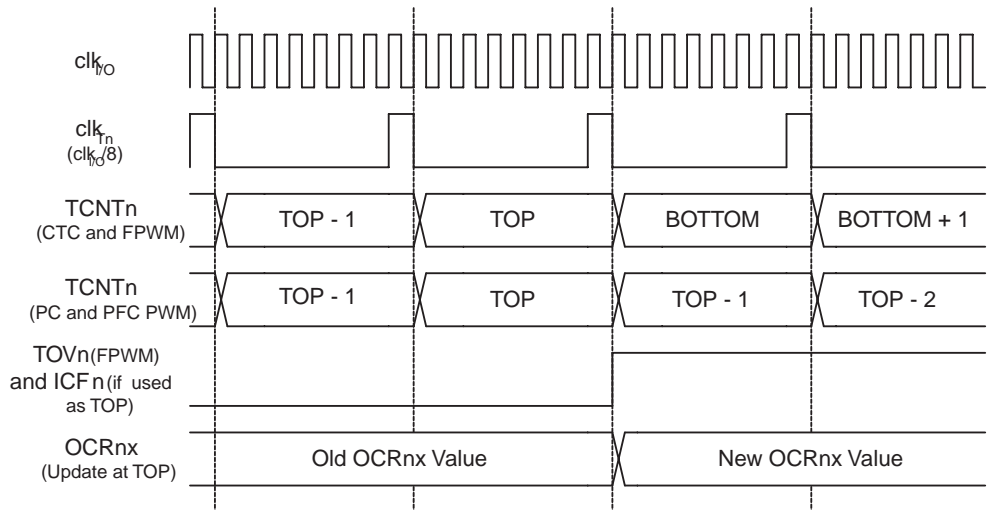 clkI/O
clkTn
(clkI/O/8)
TCNTn
(CTC and FPWM)
TOP - 1
TOP
BOTTOM
BOTTOM + 1
TCNTn
(PC and PFC PWM)
TOP - 1
TOP
TOP - 1
TOP - 2
TOVn(FPWM)
and ICFn(if used
as TOP)
OCRnx
(Update at TOP)
Old OCRnx Value
New OCRnx Value